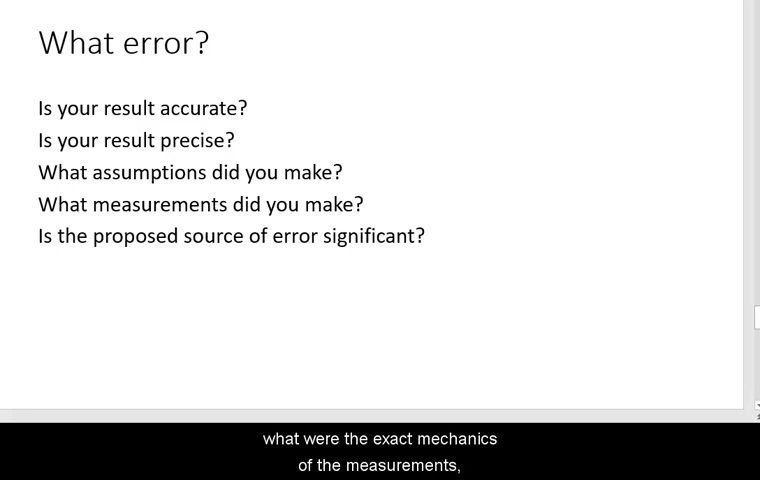 What error?
Is your result accurate?
Is your result precise?
What assumptions did you make?
What measurements did you make?
Is the proposed source of error significant?
what were the exact mechanics
of the measurements,